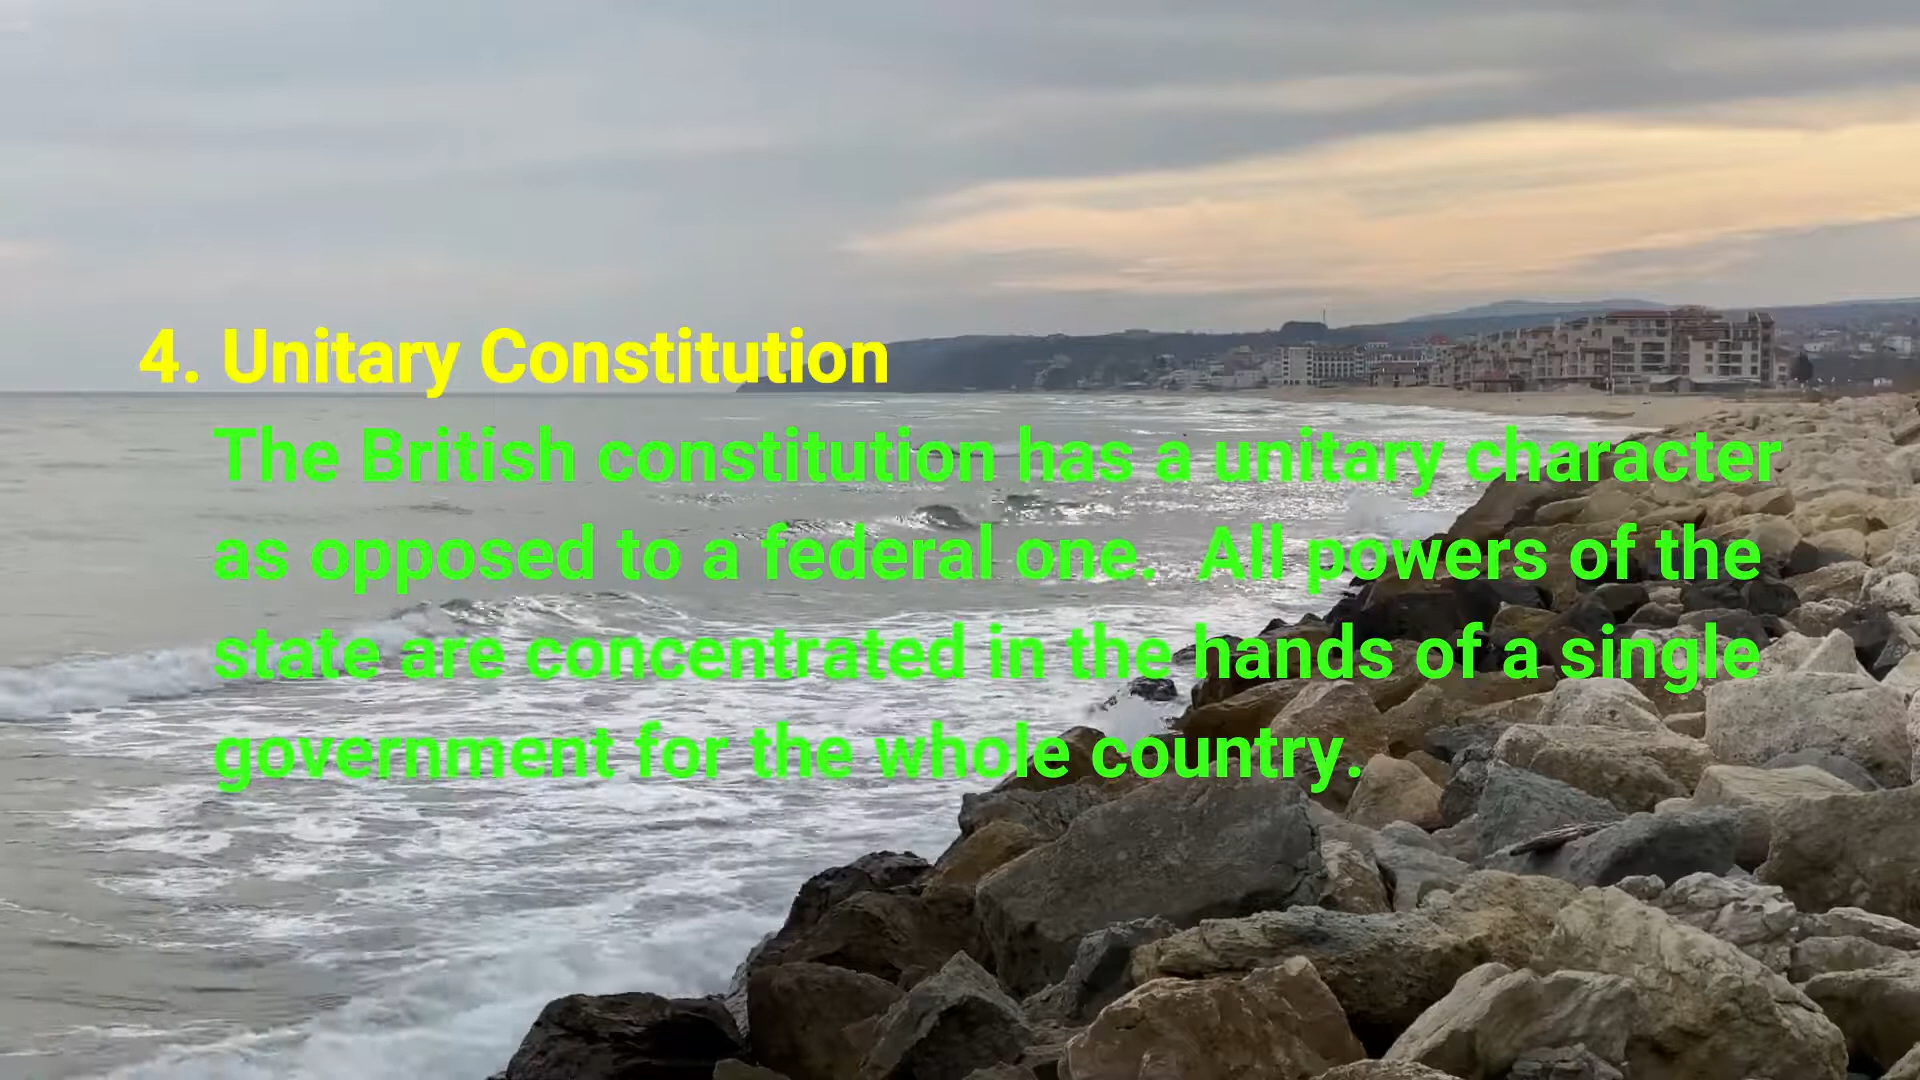 4. Unitary Constitution
The British constitution has a unitary character
as opposed to a federal one.  All powers of the
state are concentrated in the hands of a single
government for the whole country.